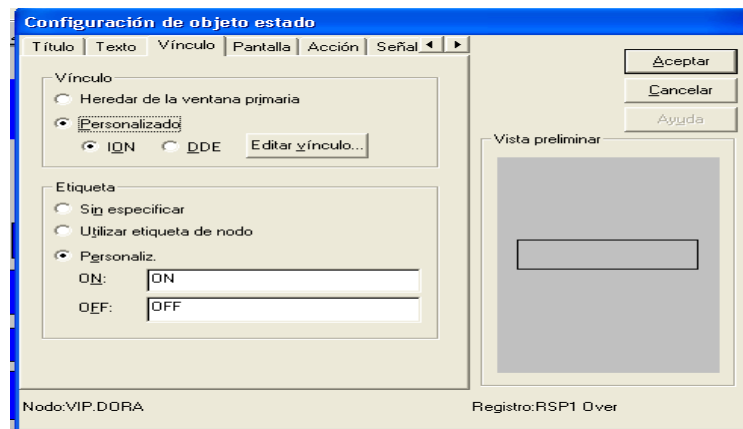 Configuración de objeto estado
Título Texto Vínculo Pantalla Acción Señal
Aceptar
Cancelar
Ayuda
Vínculo
Heredar de la ventana primaria
Personalizado
ION DDE Editar vínculo...
Vista preliminar
Etiqueta
Sin especificar
Utilizar etiqueta de nodo
Personaliz.
ON: ON
OFF: OFF
Nodo:VIP.DORA Registro:RSP1 Over